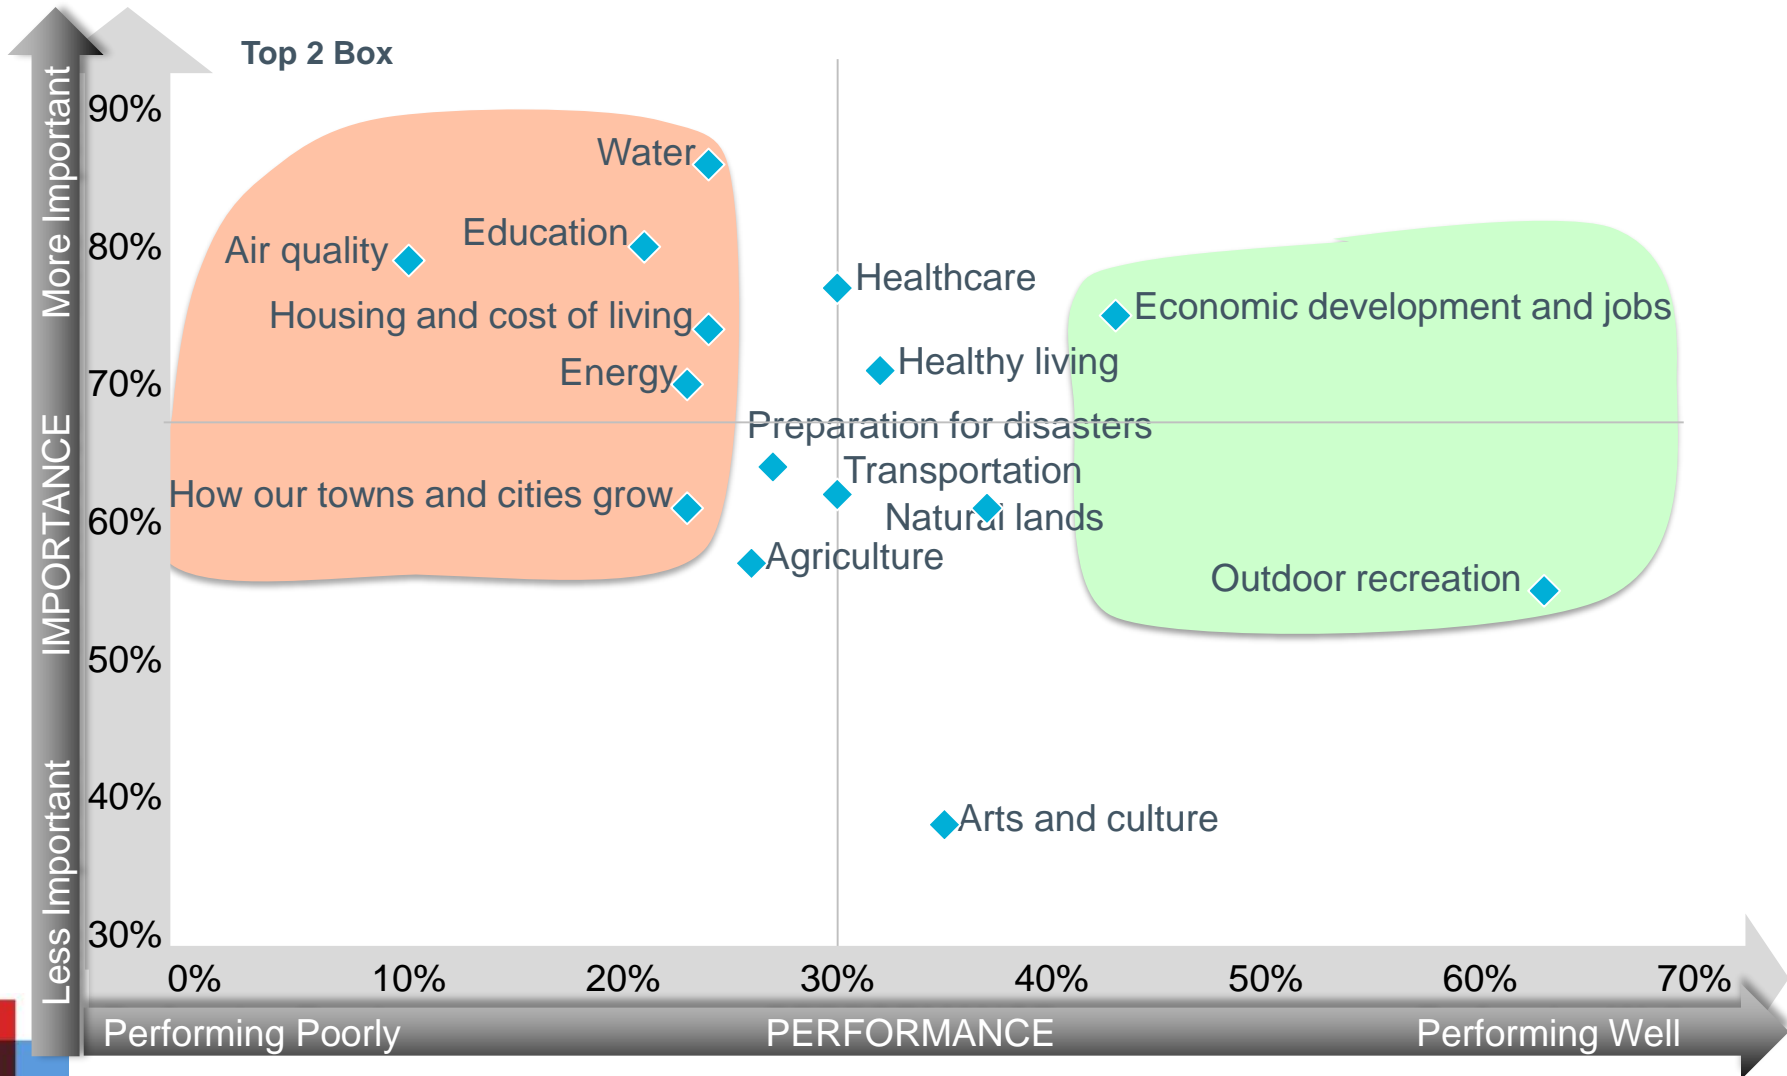 Top 2 Box
More Important
IMPORTANCE
Less Important
90%
80%
70%
60%
50%
40%
30%
Water
Education
Air quality
Healthcare
Economic development and jobs
Housing and cost of living
Healthy living
Energy
Preparation for disasters
Transportation
How our towns and cities grow
Natural lands
Agriculture
Outdoor recreation
Arts and culture
0% 10% 20% 30% 40% 50% 60% 70%
Performing Poorly PERFORMANCE Performing Well